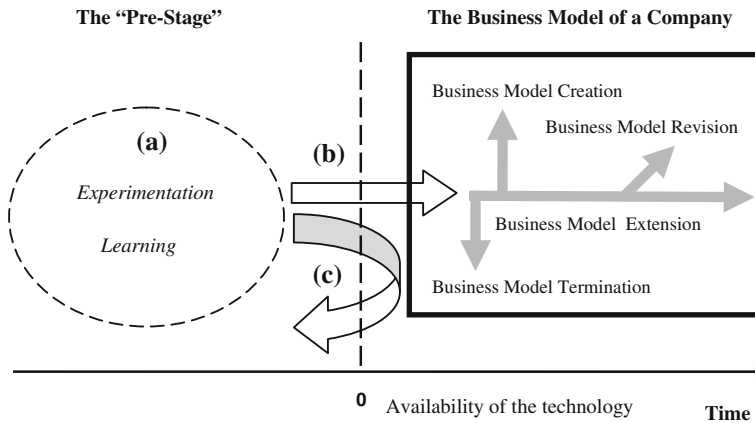 The “Pre-Stage”
The Business Model of a Company
Business Model Creation
Business Model Revision
(a)
(b)
Experimentation
Learning
Business Model Extension
(c)
Business Model Termination
0
Availability of the technology
Time